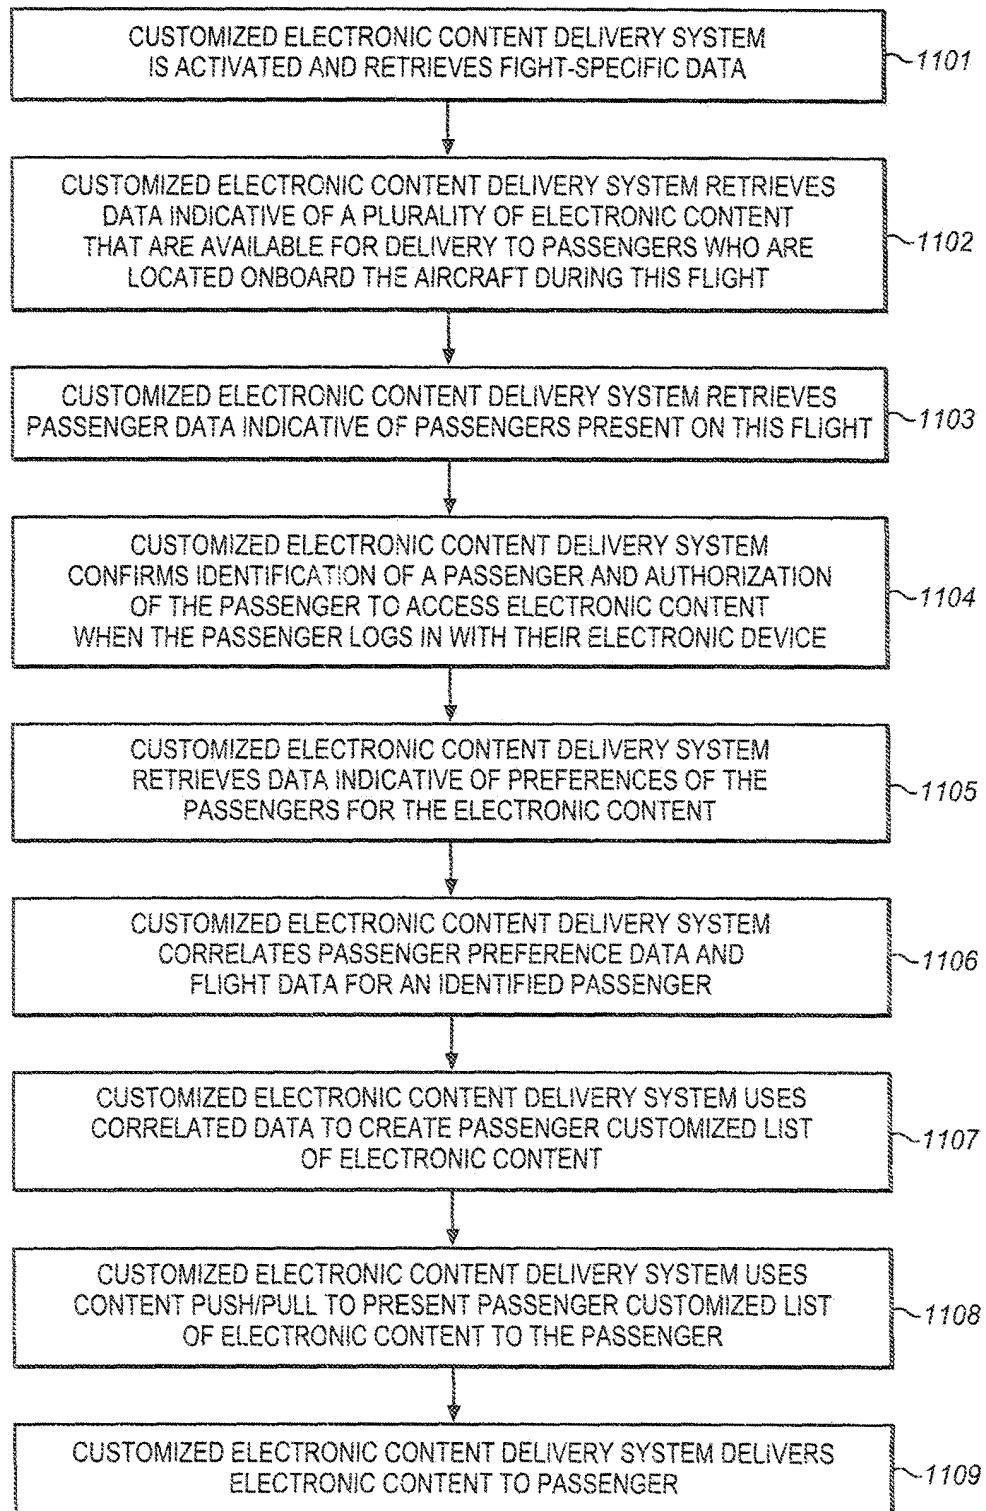 CUSTOMIZED ELECTRONIC CONTENT DELIVERY SYSTEM
IS ACTIVATED AND RETRIEVES FIGHT-SPECIFIC DATA
1101
CUSTOMIZED ELECTRONIC CONTENT DELIVERY SYSTEM RETRIEVES
DATA INDICATIVE OF A PLURALITY OF ELECTRONIC CONTENT
THAT ARE AVAILABLE FOR DELIVERY TO PASSENGERS WHO ARE
LOCATED ONBOARD THE AIRCRAFT DURING THIS FLIGHT
1102
CUSTOMIZED ELECTRONIC CONTENT DELIVERY SYSTEM RETRIEVES
PASSENGER DATA INDICATIVE OF PASSENGERS PRESENT ON THIS FLIGHT
1103
CUSTOMIZED ELECTRONIC CONTENT DELIVERY SYSTEM
CONFIRMS IDENTIFICATION OF A PASSENGER AND AUTHORIZATION
OF THE PASSENGER TO ACCESS ELECTRONIC CONTENT
WHEN THE PASSENGER LOGS IN WITH THEIR ELECTRONIC DEVICE
1104
CUSTOMIZED ELECTRONIC CONTENT DELIVERY SYSTEM
RETRIEVES DATA INDICATIVE OF PREFERENCES OF THE
PASSENGERS FOR THE ELECTRONIC CONTENT
1105
CUSTOMIZED ELECTRONIC CONTENT DELIVERY SYSTEM
CORRELATES PASSENGER PREFERENCE DATA AND
FLIGHT DATA FOR AN IDENTIFIED PASSENGER
1106
CUSTOMIZED ELECTRONIC CONTENT DELIVERY SYSTEM USES
CORRELATED DATA TO CREATE PASSENGER CUSTOMIZED LIST
OF ELECTRONIC CONTENT
1107
CUSTOMIZED ELECTRONIC CONTENT DELIVERY SYSTEM USES
CONTENT PUSH/PULL TO PRESENT PASSENGER CUSTOMIZED LIST
OF ELECTRONIC CONTENT TO THE PASSENGER
1108
CUSTOMIZED ELECTRONIC CONTENT DELIVERY SYSTEM DELIVERS
ELECTRONIC CONTENT TO PASSENGER
1109